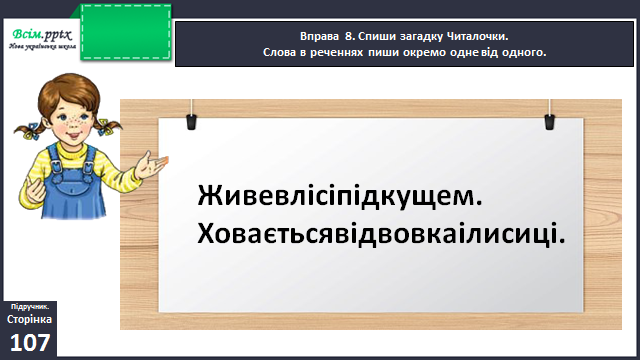 Всім.pptx
Нова українська школа
Вправа 8. Спиши загадку Читалочки.
Слова в реченнях пиши окремо одне від одного.
Живевлісіпідкущем.
Ховаєтьсявідвовкаілисиці.
Підручник.
Сторінка
107